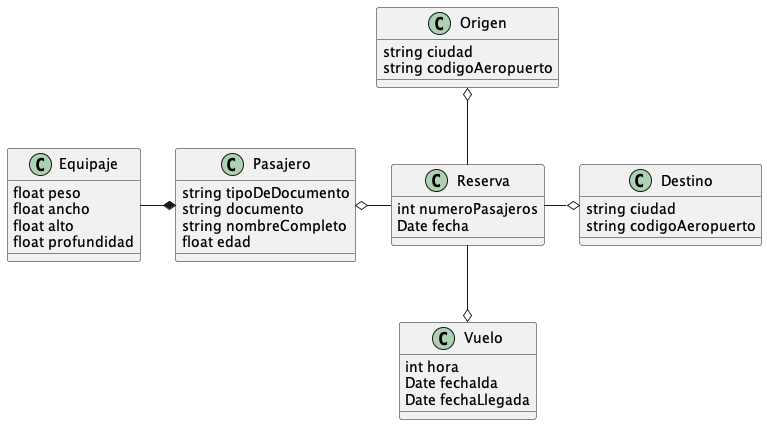 C Origen
string ciudad
string codigoAeropuerto
C Equipaje
float peso
float ancho
float alto
float profundidad
C Pasajero
string tipoDeDocumento
string documento
string nombreCompleto
float edad
C Reserva
int numeroPasajeros
Date fecha
C Destino
string ciudad
string codigoAeropuerto
C Vuelo
int hora
Date fechaIda
Date fechaLlegada